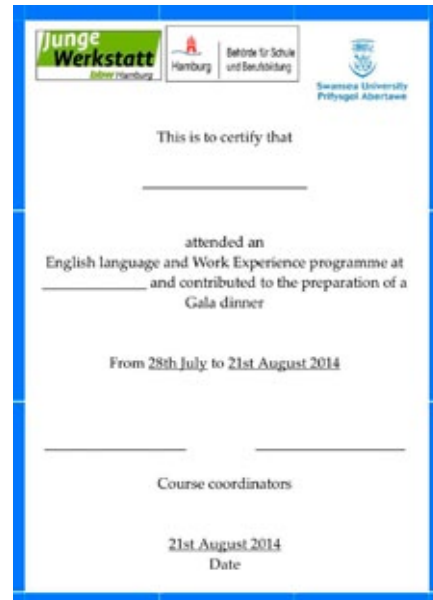 Junge
Werkstatt
Hamburg
Hamburg
Behörde für Schule
und Berufsbildung
Swansea University
Prifysgol Abertawe
This is to certify that
attended an
English language and Work Experience programme at
and contributed to the preparation of a
Gala dinner
From 28th July to 21st August 2014
Course coordinators
21st August 2014
Date